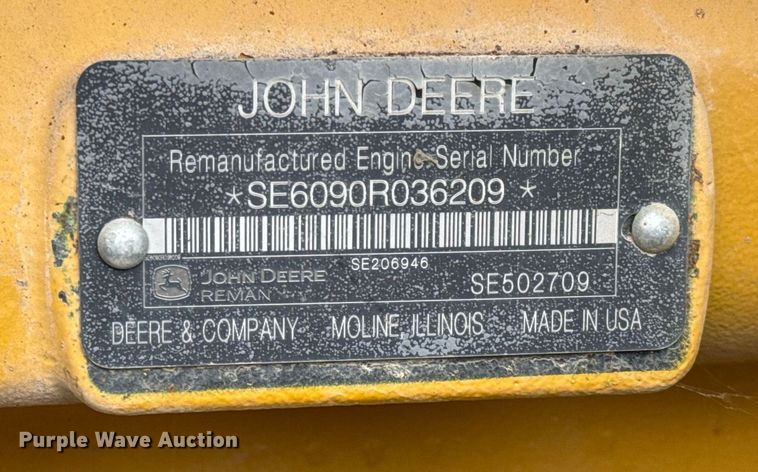 JOHN DEERE
Remanufactured Engine Serial Number
*SE6090R036209*
SE206946
JOHN DEERE
REMAN
SE502709
DEERE & COMPANY MOLINE, ILLINOIS MADE IN USA
Purple Wave Auction